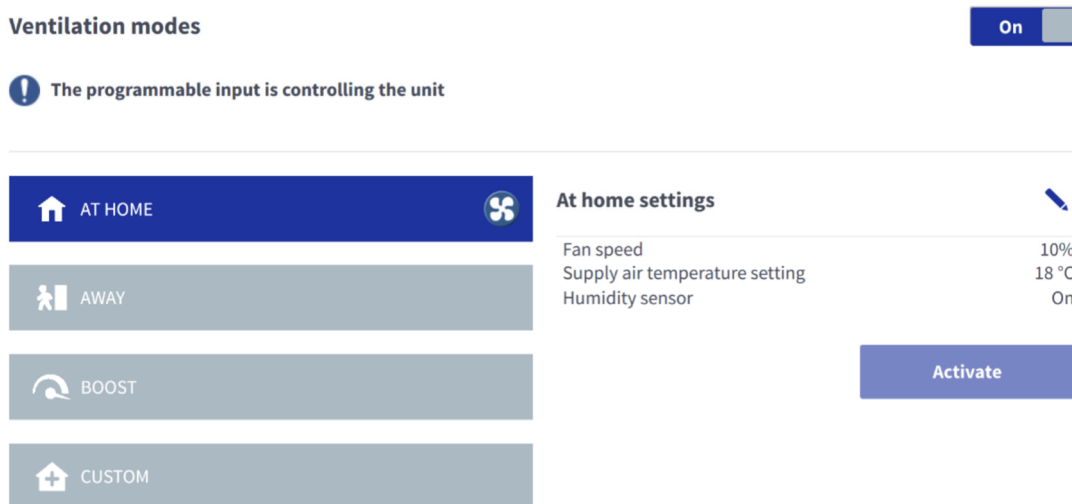 Ventilation modes
On
The programmable input is controlling the unit
AT HOME
AWAY
BOOST
CUSTOM
At home settings
Fan speed 10%
Supply air temperature setting 18 °C
Humidity sensor On
Activate